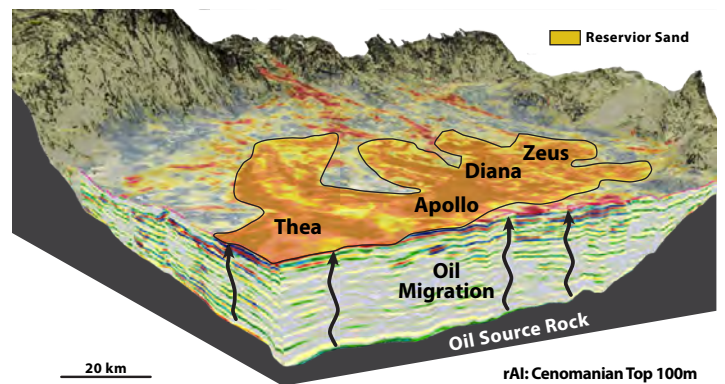 Reservior Sand
Zeus
Diana
Apollo
Thea
Oil
Migration
Oil Source Rock
20 km
rAI: Cenomanian Top 100m